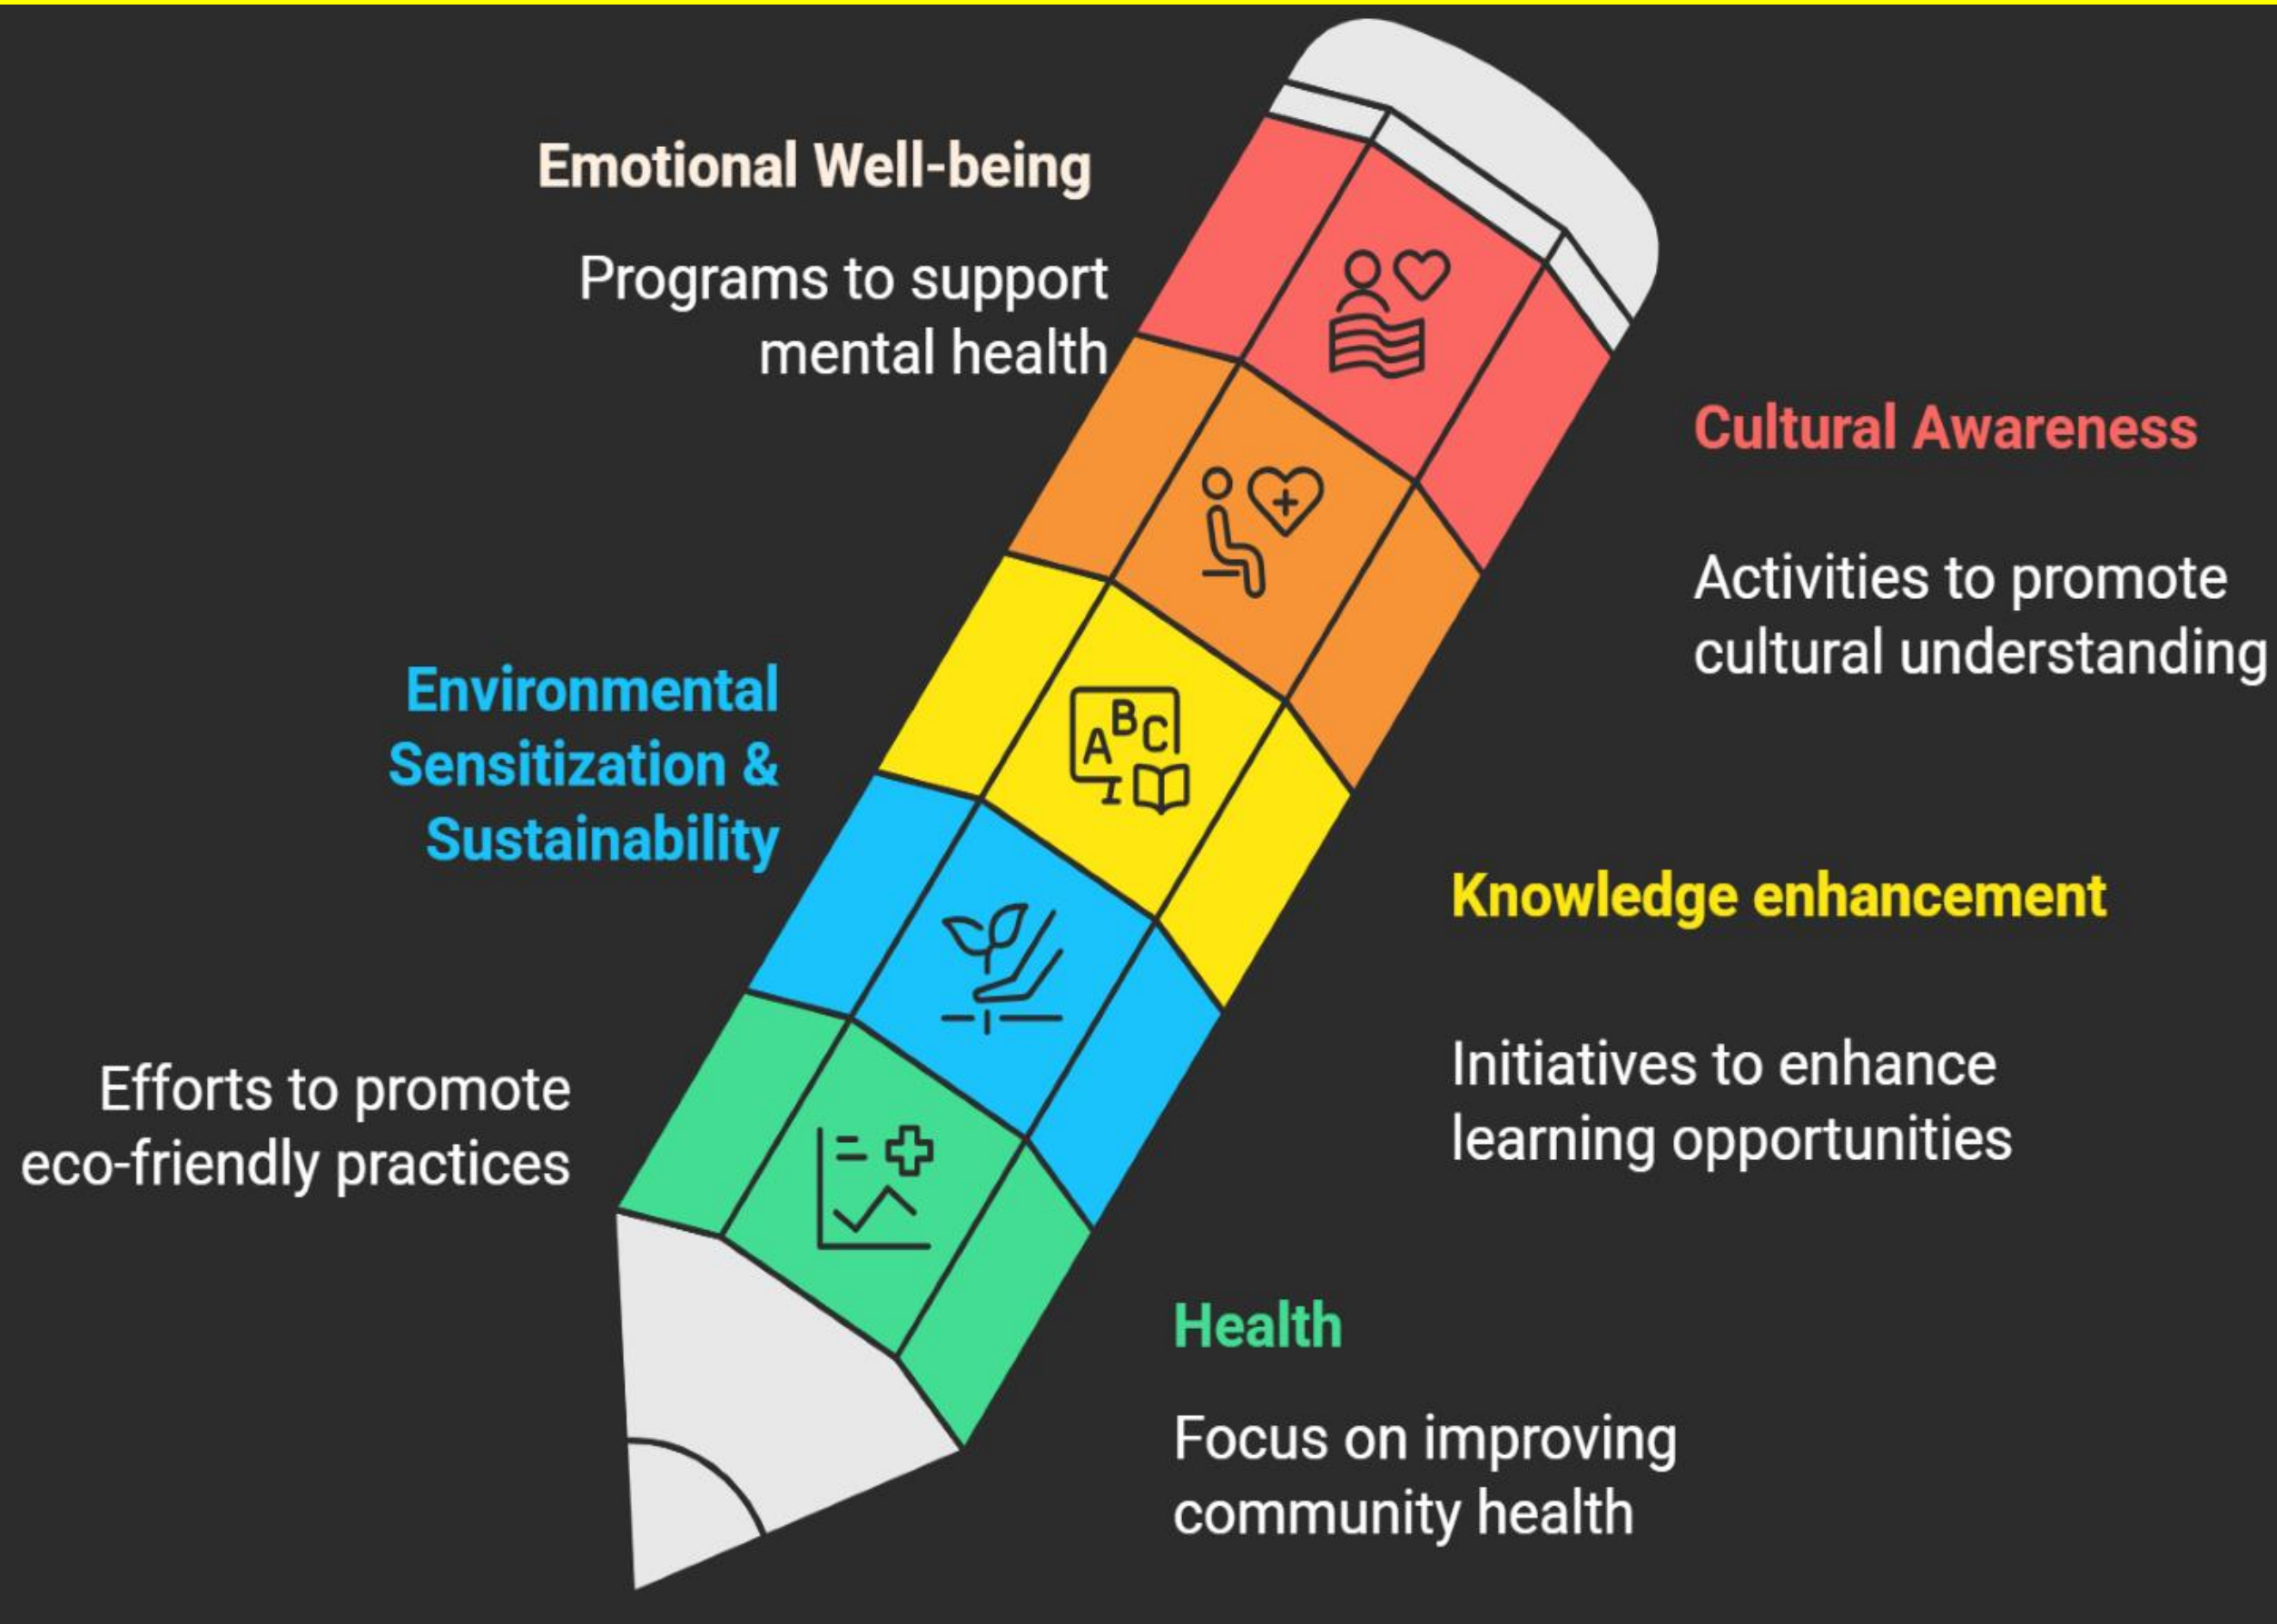 Emotional Well-being
Programs to support
mental health
Cultural Awareness
Activities to promote
cultural understanding
Environmental
Sensitization &
Sustainability
A B C
Knowledge enhancement
Initiatives to enhance
learning opportunities
Efforts to promote
eco-friendly practices
Health
Focus on improving
community health